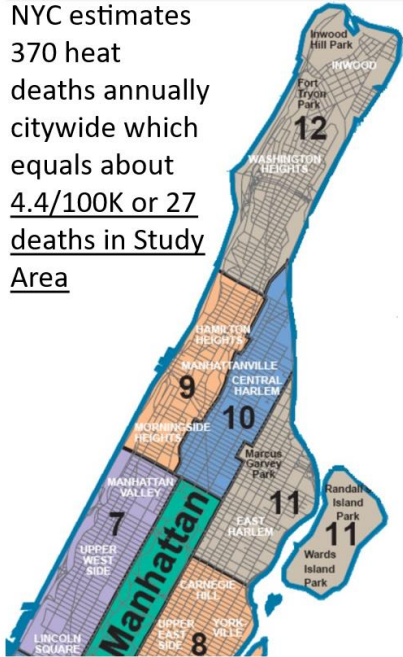 NYC estimates
370 heat
deaths annually
citywide which
equals about
4.4/100K or 27
deaths in Study
Area
Inwood
Hill Park
INWOOD
Fort
Tryon
Park
12
WASHINGTON
HEIGHTS
HAMILTON
HEIGHTS
MANHATTANVILLE
9
CENTRAL
HARLEM
10
MORNINGSIDE
HEIGHTS
Marcus
Garvey
Park
MANHATTAN
VALLEY
7
11
EAST
HARLEM
Randall's
Island
Park
11
Wards
Island
Park
UPPER
WEST
SIDE
Manhattan
CARNEGIE
HILL
LINCOLN
SQUARE
UPPER
EAST
SIDE
8
YORK
VILLE